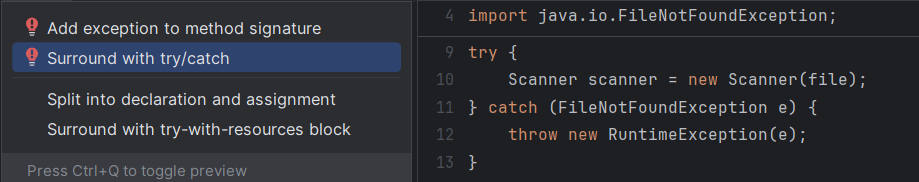 Add exception to method signature
Surround with try/catch
Split into declaration and assignment
Surround with try-with-resources block
Press Ctrl+Q to toggle preview
4 import java.io.FileNotFoundException;
9 try {
10     Scanner scanner = new Scanner(file);
11 } catch (FileNotFoundException e) {
12     throw new RuntimeException(e);
13 }